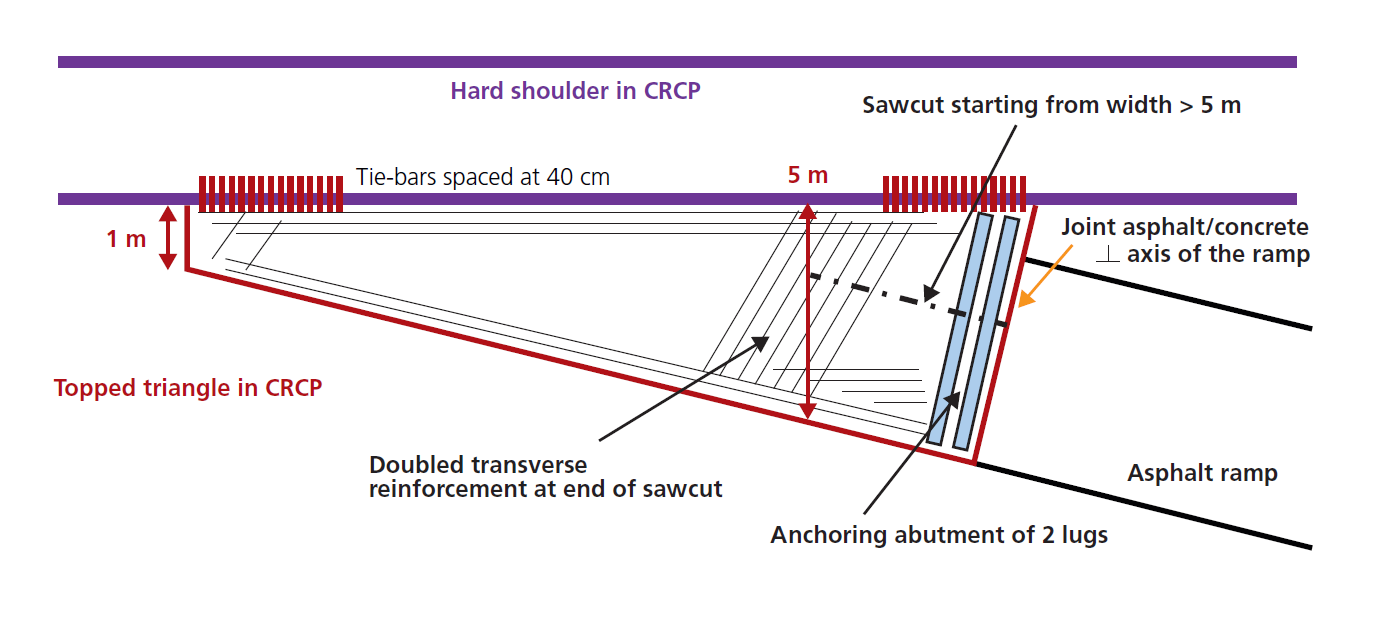 Hard shoulder in CRCP
Sawcut starting from width > 5 m
Tie-bars spaced at 40 cm
5 m
1 m
Joint asphalt/concrete
⊥ axis of the ramp
Topped triangle in CRCP
Doubled transverse
reinforcement at end of sawcut
Asphalt ramp
Anchoring abutment of 2 lugs